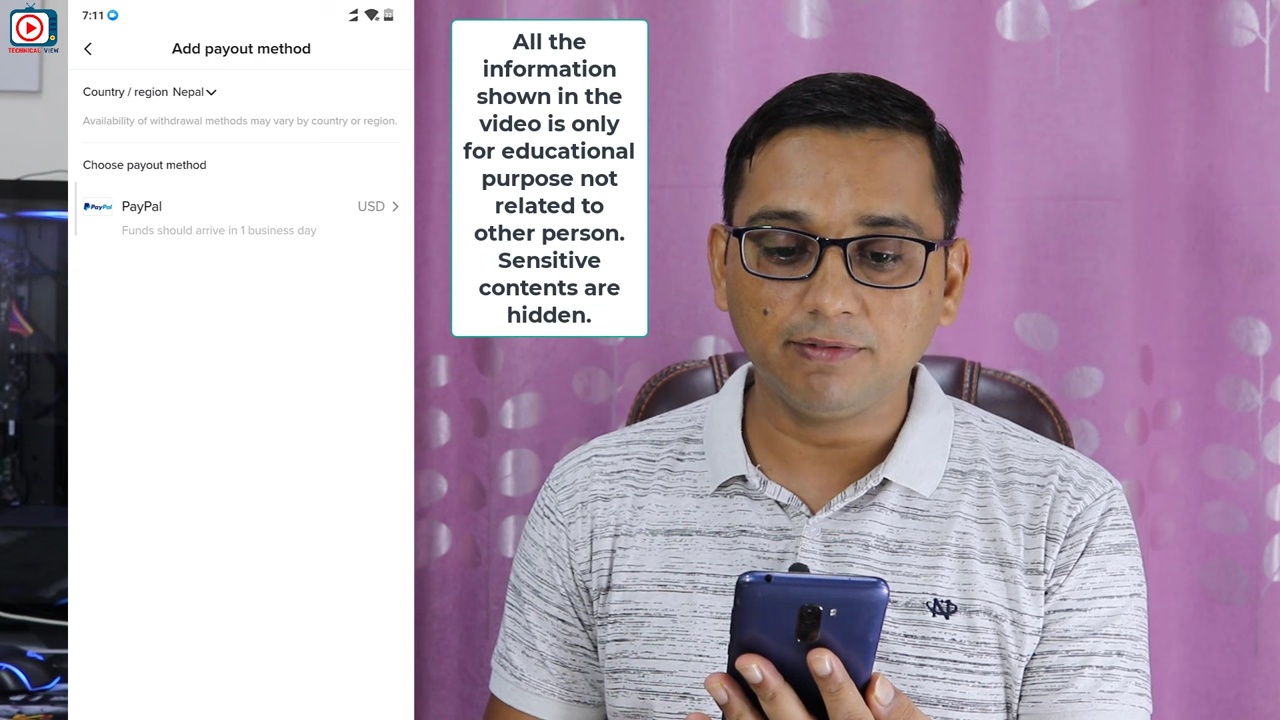 TECHNICAL VIEW
7:11
Add payout method
Country / region Nepal
Availability of withdrawal methods may vary by country or region.
Choose payout method
PayPal PayPal USD
Funds should arrive in 1 business day
All the
information
shown in the
video is only
for educational
purpose not
related to
other person.
Sensitive
contents are
hidden.